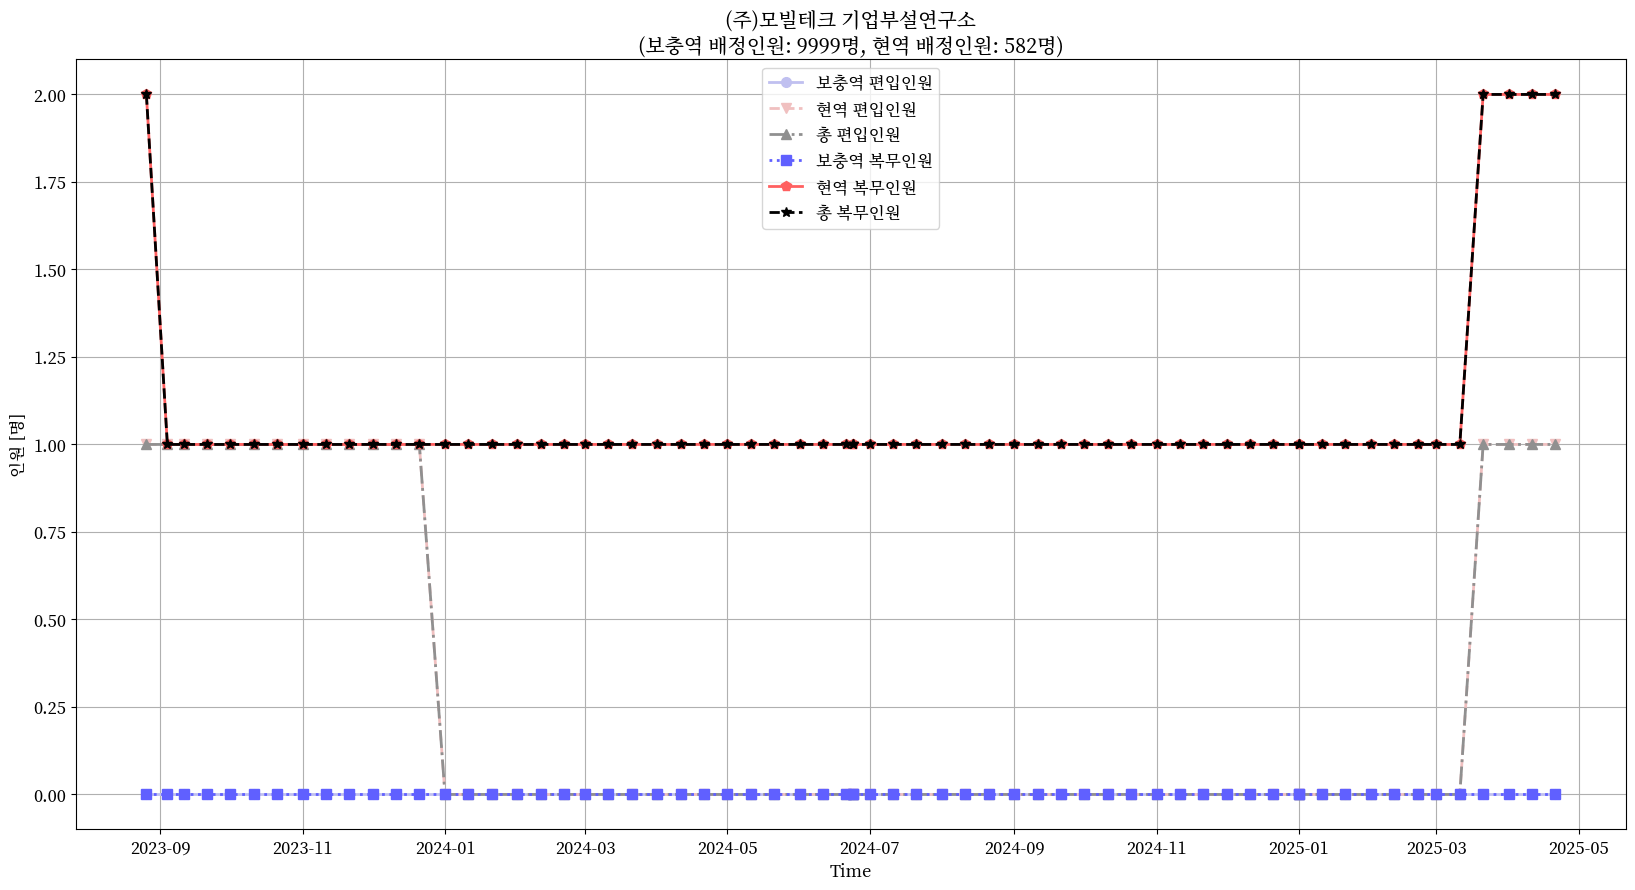 (주)모빌테크 기업부설연구소
(보충역 배정인원: 9999명, 현역 배정인원: 582명)
보충역 편입인원
현역 편입인원
총 편입인원
보충역 복무인원
현역 복무인원
총 복무인원
2.00
1.75
1.50
1.25
1.00
0.75
0.50
0.25
0.00
인원 [명]
2023-09 2023-11 2024-01 2024-03 2024-05 2024-07 2024-09 2024-11 2025-01 2025-03 2025-05
Time